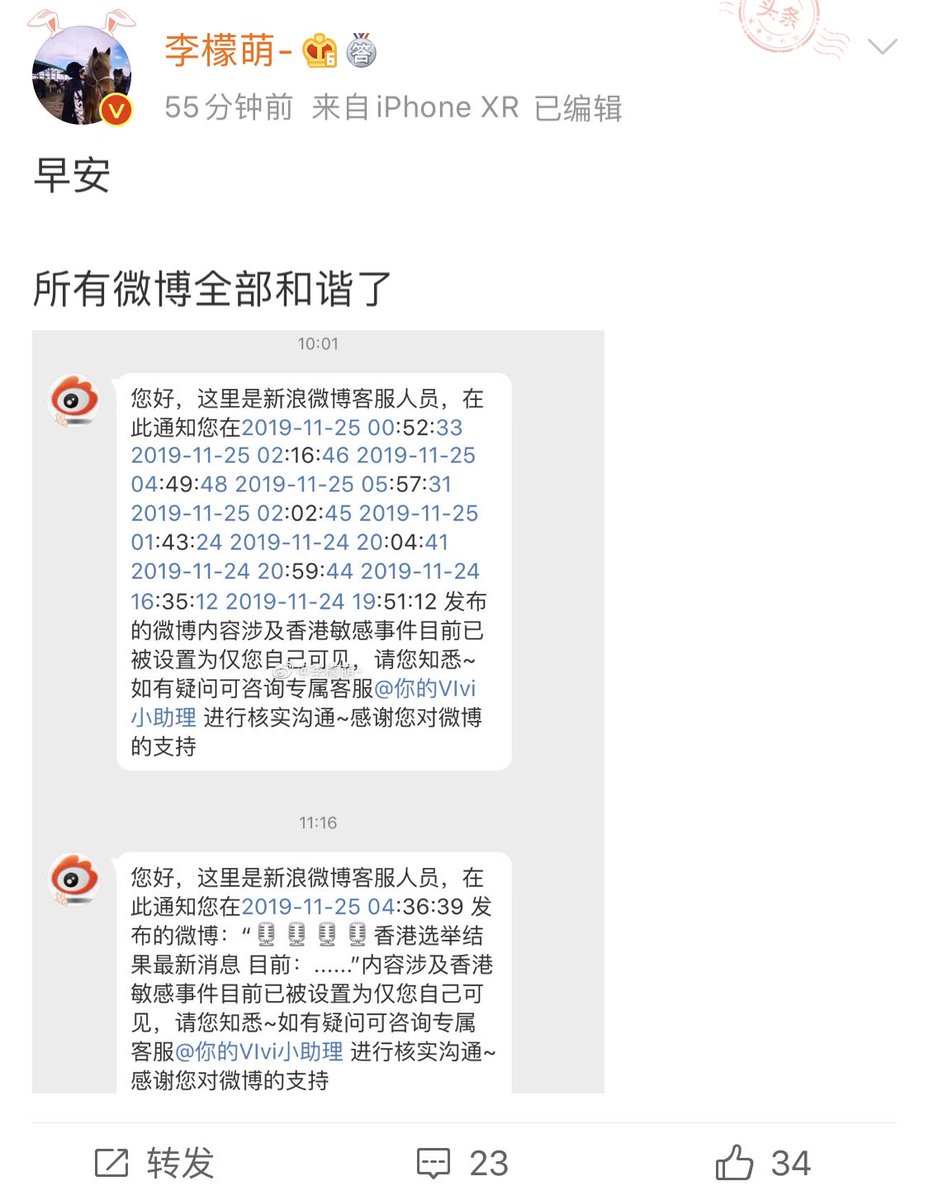 头条
李檬萌-
6
答
V
55分钟前 来自iPhone XR 已编辑
早安
所有微博全部和谐了
10:01
您好，这里是新浪微博客服人员，在
此通知您在2019-11-25 00:52:33
2019-11-25 02:16:46 2019-11-25
04:49:48 2019-11-25 05:57:31
2019-11-25 02:02:45 2019-11-25
01:43:24 2019-11-24 20:04:41
2019-11-24 20:59:44 2019-11-24
16:35:12 2019-11-24 19:51:12 发布
的微博内容涉及香港敏感事件目前已
被设置为仅您自己可见，请您知悉~
@李檬萌-
如有疑问可咨询专属客服@你的VIvi
小助理 进行核实沟通~感谢您对微博
的支持
11:16
您好，这里是新浪微博客服人员，在
此通知您在2019-11-25 04:36:39 发
布的微博：“🎙🎙🎙🎙香港选举结
果最新消息 目前：......”内容涉及香港
敏感事件目前已被设置为仅您自己可
见，请您知悉~如有疑问可咨询专属
客服@你的VIvi小助理 进行核实沟通~
感谢您对微博的支持
转发
23
34